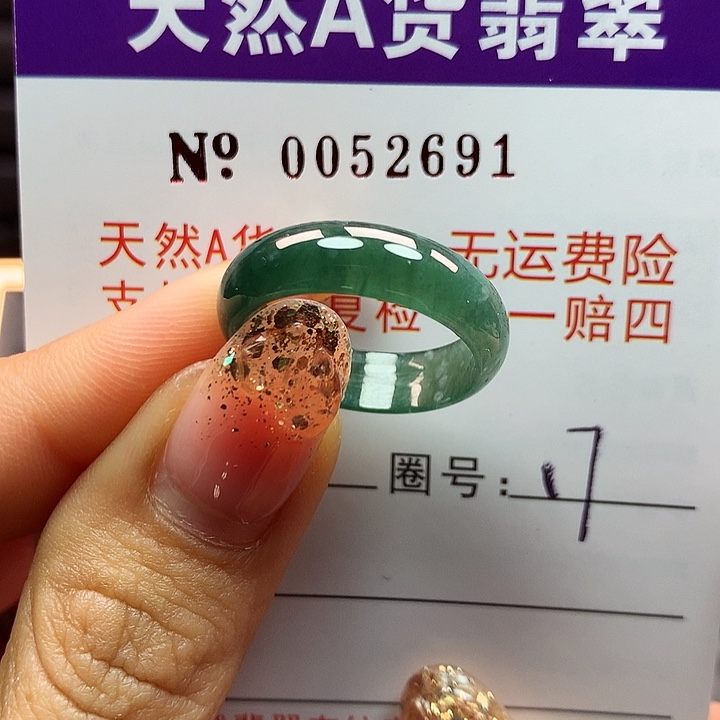 天然A货翡翠
No 0052691
天然A货 无运费险
支 复检 一赔四
圈号: 17